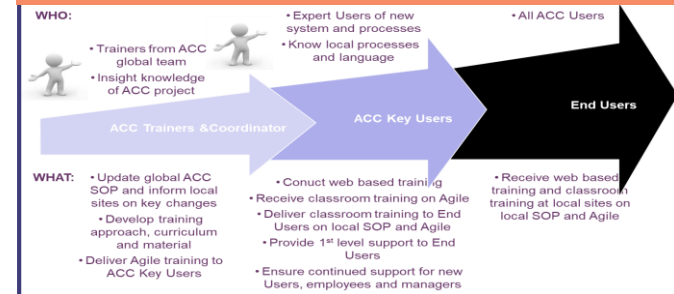 WHO:
• Trainers from ACC
global team
• Insight knowledge
of ACC project
• Expert Users of new
system and processes
• Know local processes
and language
• All ACC Users
ACC Trainers &Coordinator
ACC Key Users
End Users
WHAT:
• Update global ACC
SOP and inform local
sites on key changes
• Develop training
approach, curriculum
and material
• Deliver Agile training to
ACC Key Users
• Conuct web based training
• Receive classroom training on Agile
• Deliver classroom training to End
Users on local SOP and Agile
• Provide 1st level support to End
Users
• Ensure continued support for new
Users, employees and managers
• Receive web based
training and classroom
training at local sites on
local SOP and Agile